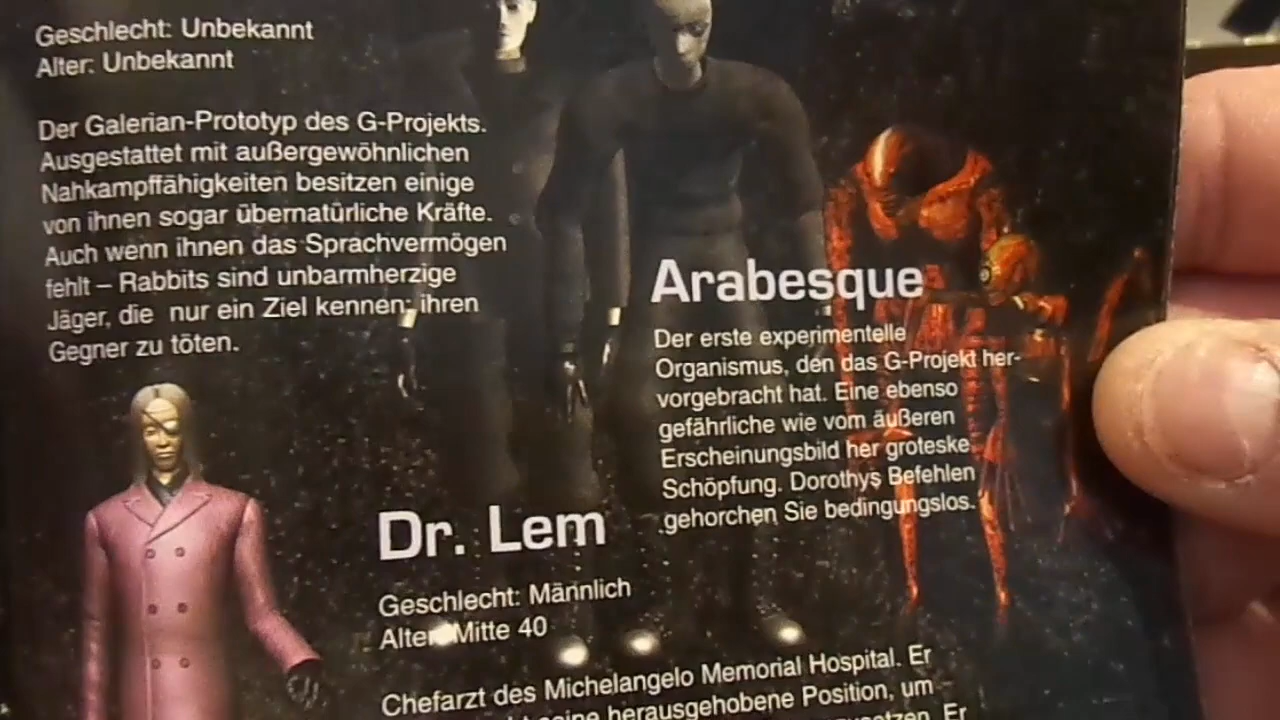 Geschlecht: Unbekannt
Alter: Unbekannt
Der Galerian-Prototyp des G-Projekts.
Ausgestattet mit außergewöhnlichen
Nahkampffähigkeiten besitzen einige
von ihnen sogar übernatürliche Kräfte.
Auch wenn ihnen das Sprachvermögen
fehlt – Rabbits sind unbarmherzige
Jäger, die nur ein Ziel kennen; ihren
Gegner zu töten.
Arabesque
Der erste experimentelle
Organismus, den das G-Projekt her-
vorgebracht hat. Eine ebenso
gefährliche wie vom äußeren
Erscheinungsbild her groteske
Schöpfung. Dorothys Befehlen
gehorchen Sie bedingungslos.
Dr. Lem
Geschlecht: Männlich
Alter: Mitte 40
Chefarzt des Michelangelo Memorial Hospital. Er
seine herausgehobene Position, um
Er